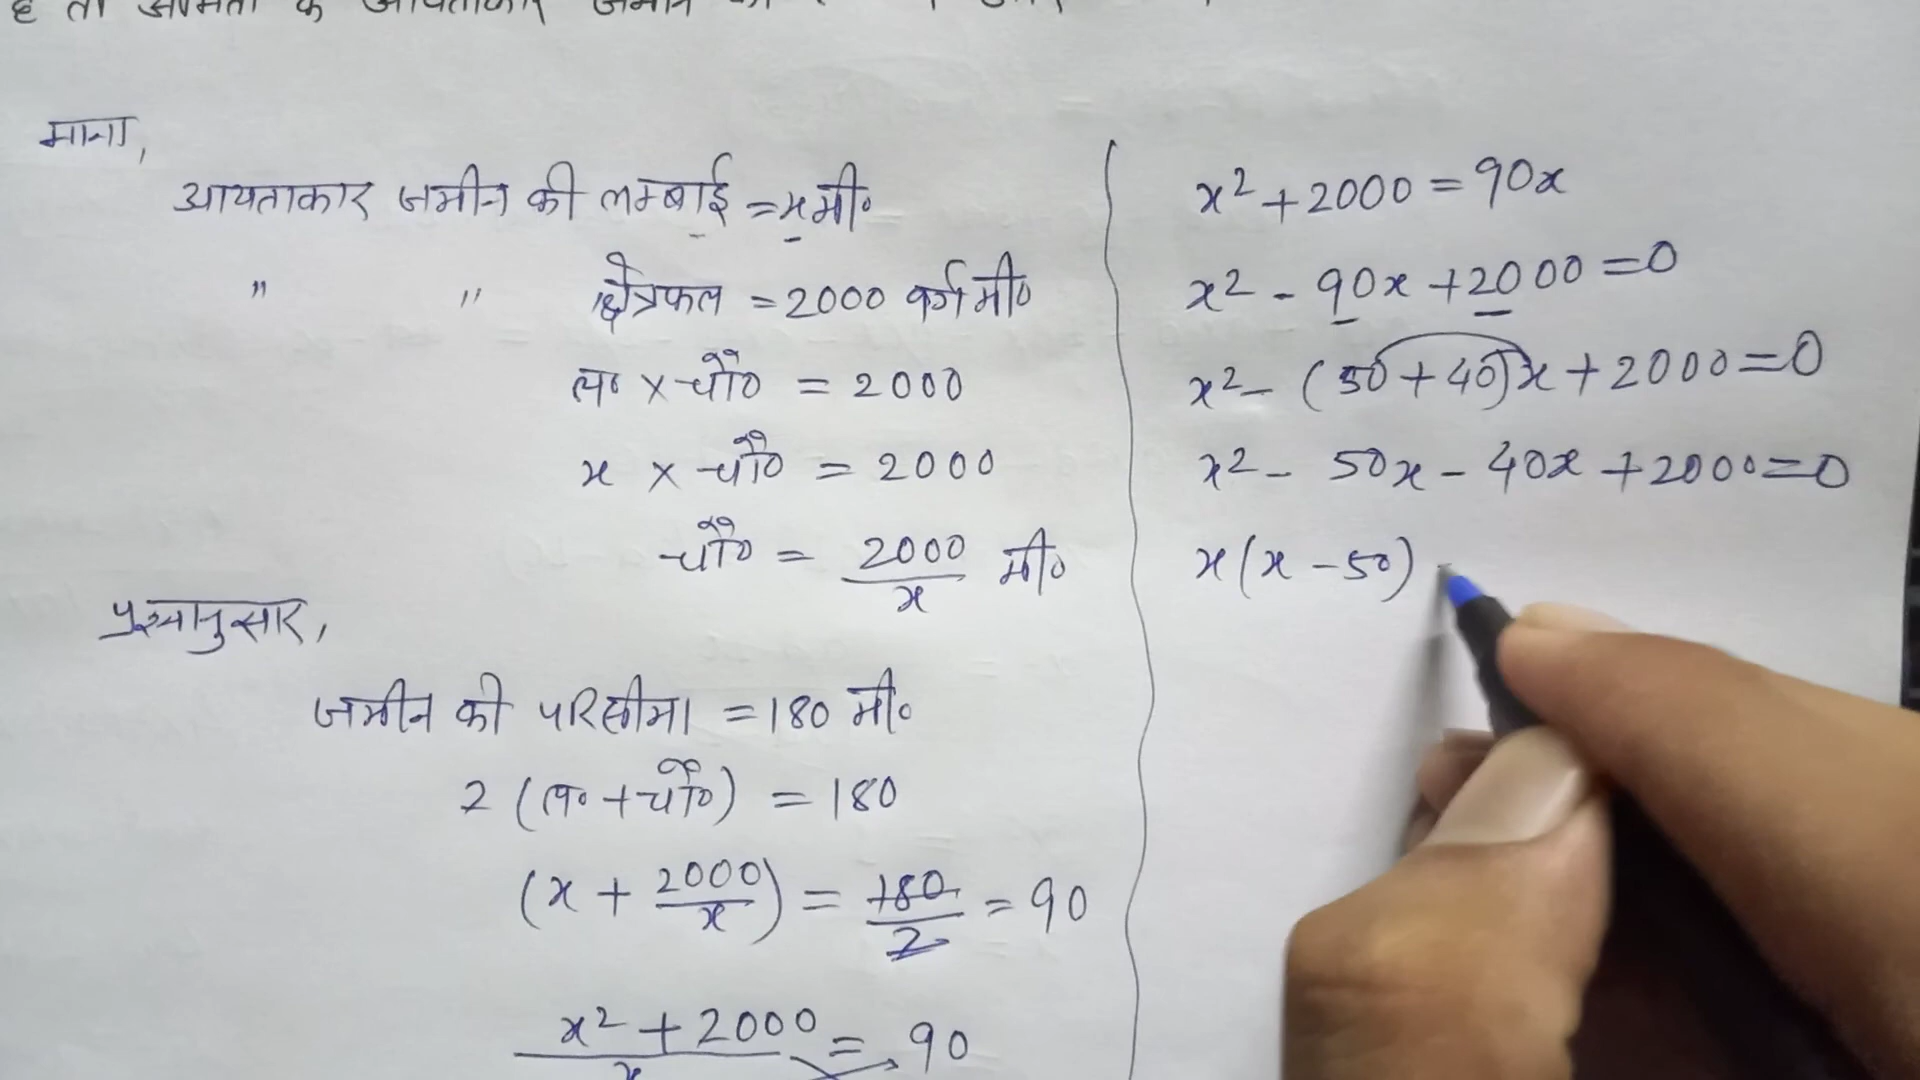 माना,
आयताकार जमीन की लम्बाई = x मी०
" " क्षेत्रफल = 2000 वर्ग मी०
ल० × चौ० = 2000
x × चौ० = 2000
चौ० = 2000/x मी०
प्रश्नानुसार,
जमीन की परिसीमा = 180 मी०
2 (ल० + चौ०) = 180
(x + 2000/x) = 180/2 = 90
x² + 2000/x = 90
x² + 2000 = 90x
x² - 90x + 2000 = 0
x² - (50 + 40)x + 2000 = 0
x² - 50x - 40x + 2000 = 0
x(x - 50)